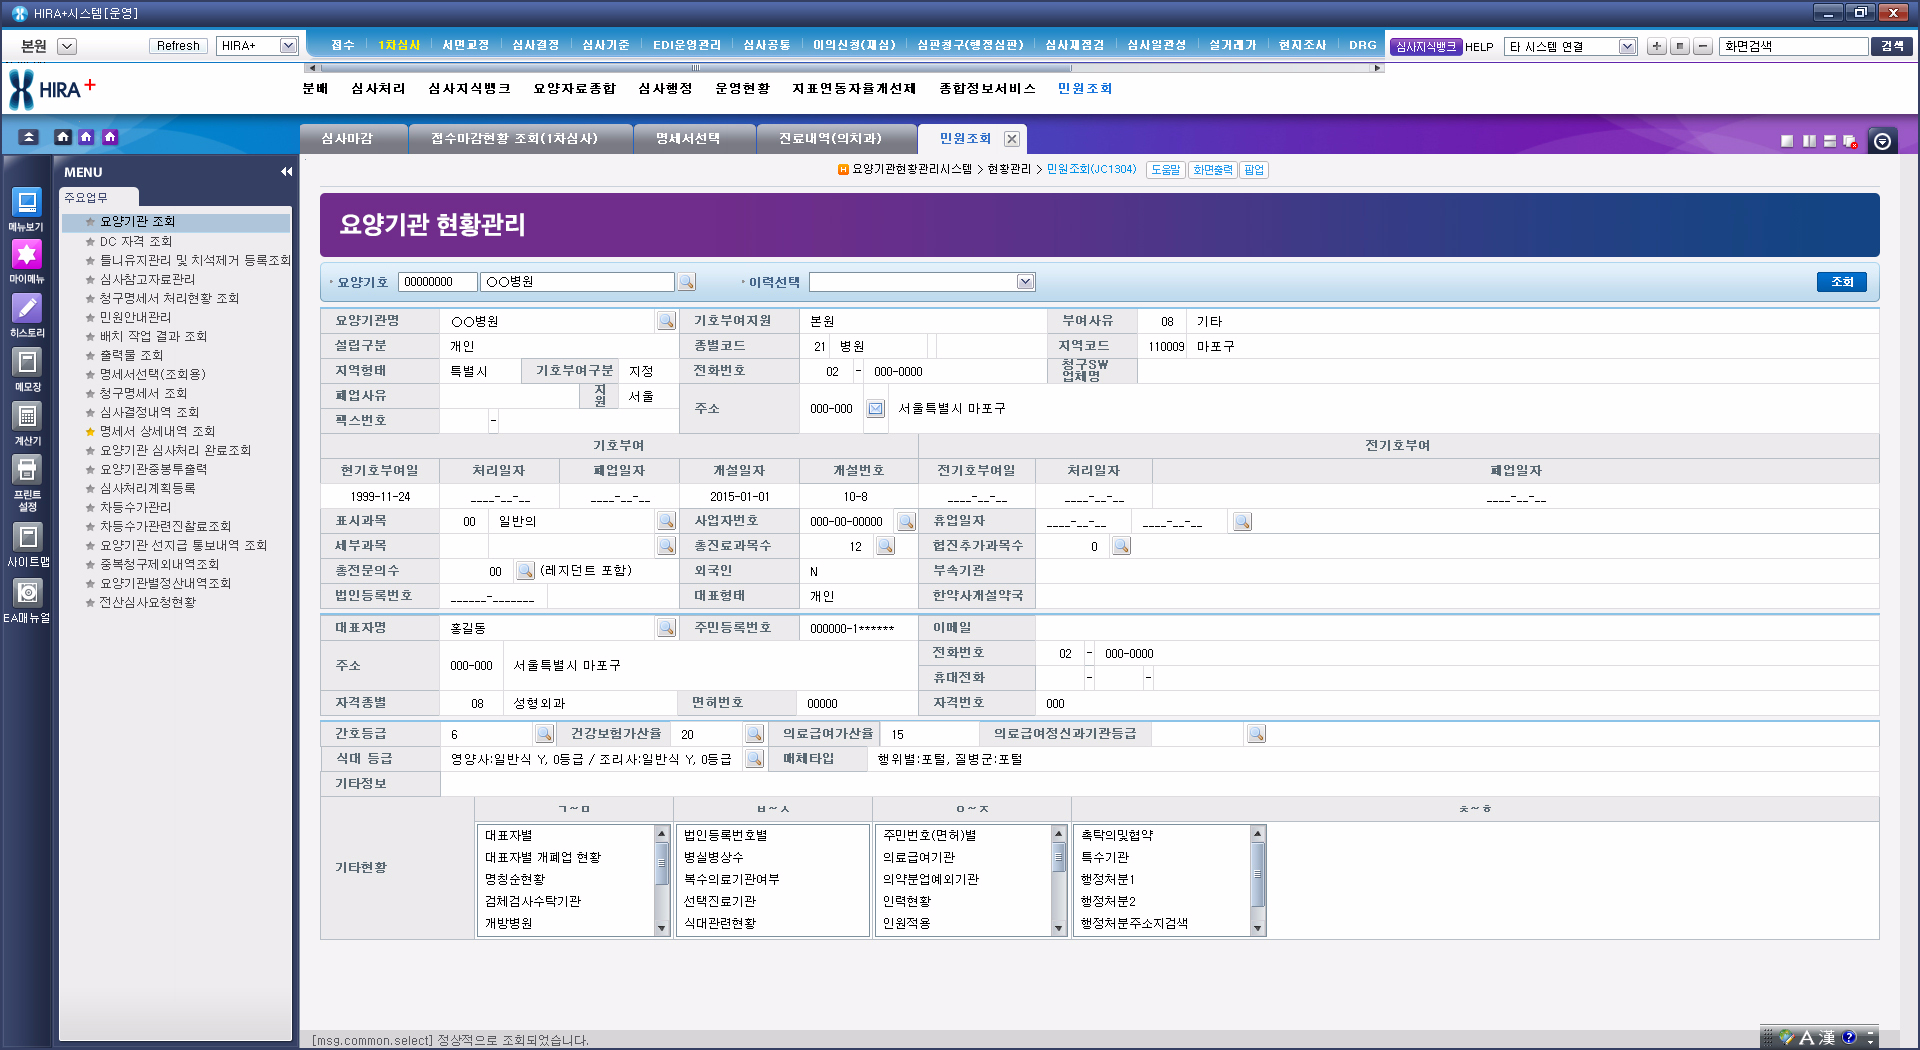 HIRA+시스템[운영]
본원 Refresh HIRA+ 접수 1차심사 서면교정 심사결정 심사기준 EDI운영관리 심사공통 이의신청(재심) 심판청구(행정심판) 심사재점검 심사일관성 실거래가 현지조사 DRG 심사지식뱅크 HELP 타 시스템 연결 화면검색 검색
HIRA+ 분배 심사처리 심사지식뱅크 요양자료종합 심사행정 운영현황 지표연동자율개선제 종합정보서비스 민원조회
심사마감 접수마감현황 조회(1차심사) 명세서선택 진료내역(의치과) 민원조회
H 요양기관현황관리시스템 > 현황관리 > 민원조회(JC1304) 도움말 화면출력 팝업
메뉴보기
마이메뉴
히스토리
메모장
계산기
프린트
설정
사이트맵
EA매뉴얼
MENU
주요업무
요양기관 조회
DC 자격 조회
틀니유지관리 및 치석제거 등록조회
심사참고자료관리
청구명세서 처리현황 조회
민원안내관리
배치 작업 결과 조회
출력물 조회
명세서선택(조회용)
청구명세서 조회
심사결정내역 조회
명세서 상세내역 조회
요양기관 심사처리 완료조회
요양기관중봉투출력
심사처리계획등록
차등수가관리
차등수가관련진찰료조회
요양기관 선지급 통보내역 조회
중복청구제외내역조회
요양기관별정산내역조회
전산심사요청현황
요양기관 현황관리
요양기호 00000000 ○○병원 이력선택 조회
요양기관명 ○○병원 기호부여지원 본원 부여사유 08 기타
설립구분 개인 종별코드 21 병원 지역코드 110009 마포구
지역형태 특별시 기호부여구분 지정 전화번호 02 - 000-0000 청구SW 업체명
폐업사유 지원 서울 주소 000-000 서울특별시 마포구
팩스번호 -
기호부여 전기호부여
현기호부여일 처리일자 폐업일자 개설일자 개설번호 전기호부여일 처리일자 폐업일자
1999-11-24 ____-__-__ ____-__-__ 2015-01-01 10-8 ____-__-__ ____-__-__ ____-__-__
표시과목 00 일반의 사업자번호 000-00-00000 휴업일자 ____-__-__ ____-__-__
세부과목 총진료과목수 12 협진추가과목수 0
총전문의수 00 (레지던트 포함) 외국인 N 부속기관
법인등록번호 ______-_______ 대표형태 개인 한약사개설약국
대표자명 홍길동 주민등록번호 000000-1****** 이메일
주소 000-000 서울특별시 마포구 전화번호 02 - 000-0000
휴대전화 - -
자격종별 08 성형외과 면허번호 00000 자격번호 000
간호등급 6 건강보험가산율 20 의료급여가산율 15 의료급여정신과기관등급
식대 등급 영양사:일반식 Y, 0등급 / 조리사:일반식 Y, 0등급 매체타입 행위별:포털, 질병군:포털
기타정보
기타현황
ㄱ~ㅁ ㅂ~ㅅ ㅇ~ㅈ ㅊ~ㅎ
대표자별 법인등록번호별 주민번호(면허)별 촉탁의및협약
대표자별 개폐업 현황 병실병상수 의료급여기관 특수기관
명칭순현황 복수의료기관여부 의약분업예외기관 행정처분1
검체검사수탁기관 선택진료기관 인력현황 행정처분2
개방병원 식대관련현황 인원적용 행정처분주소지검색
[msg.common.select] 정상적으로 조회되었습니다.
A 漢 ?